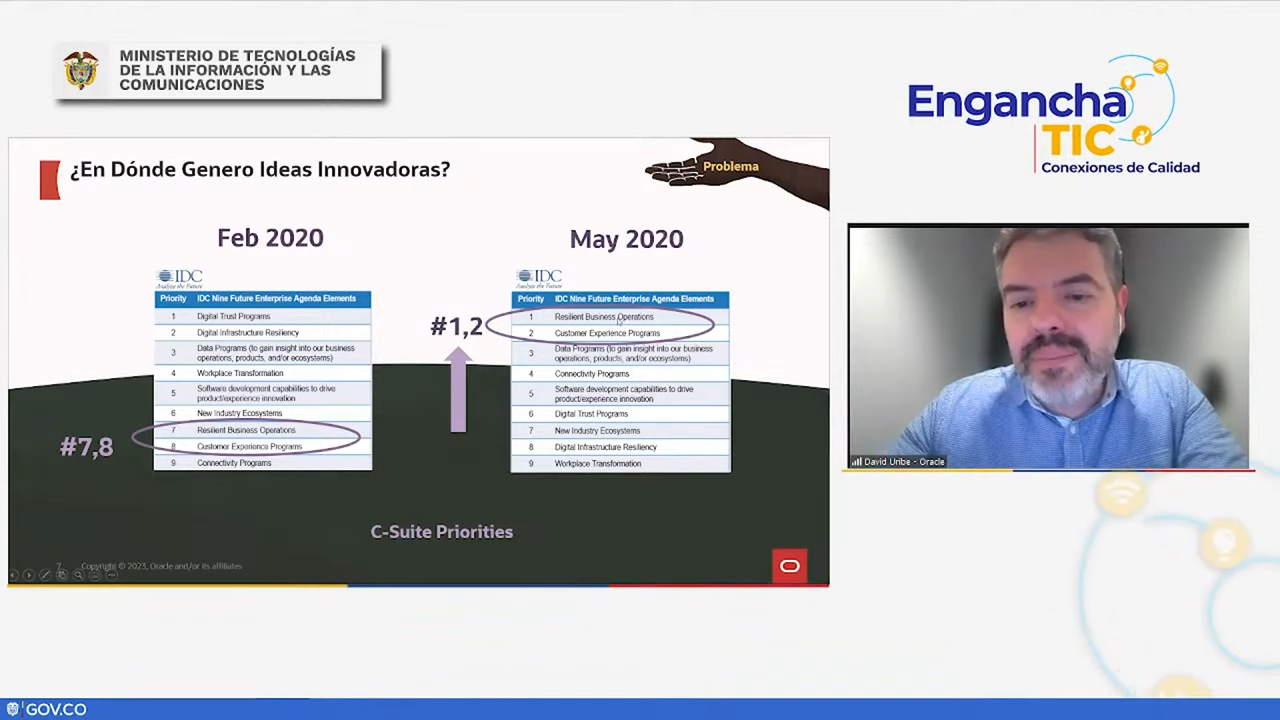 MINISTERIO DE TECNOLOGÍAS
DE LA INFORMACIÓN Y LAS
COMUNICACIONES
Engancha
TIC
Conexiones de Calidad
¿En Dónde Genero Ideas Innovadoras?
Problema
Feb 2020
IDC
Analyze the Future
Priority IDC Nine Future Enterprise Agenda Elements
1 Digital Trust Programs
2 Digital Infrastructure Resiliency
3 Data Programs (to gain insight into our business
operations, products, and/or ecosystems)
4 Workplace Transformation
5 Software development capabilities to drive
product/experience innovation
6 New Industry Ecosystems
7 Resilient Business Operations
8 Customer Experience Programs
9 Connectivity Programs
#7,8
#1,2
May 2020
IDC
Analyze the Future
Priority IDC Nine Future Enterprise Agenda Elements
1 Resilient Business Operations
2 Customer Experience Programs
3 Data Programs (to gain insight into our business
operations, products, and/or ecosystems)
4 Connectivity Programs
5 Software development capabilities to drive
product/experience innovation
6 Digital Trust Programs
7 New Industry Ecosystems
8 Digital Infrastructure Resiliency
9 Workplace Transformation
C-Suite Priorities
7 Copyright © 2023, Oracle and/or its affiliates
David Uribe - Oracle
GOV.CO